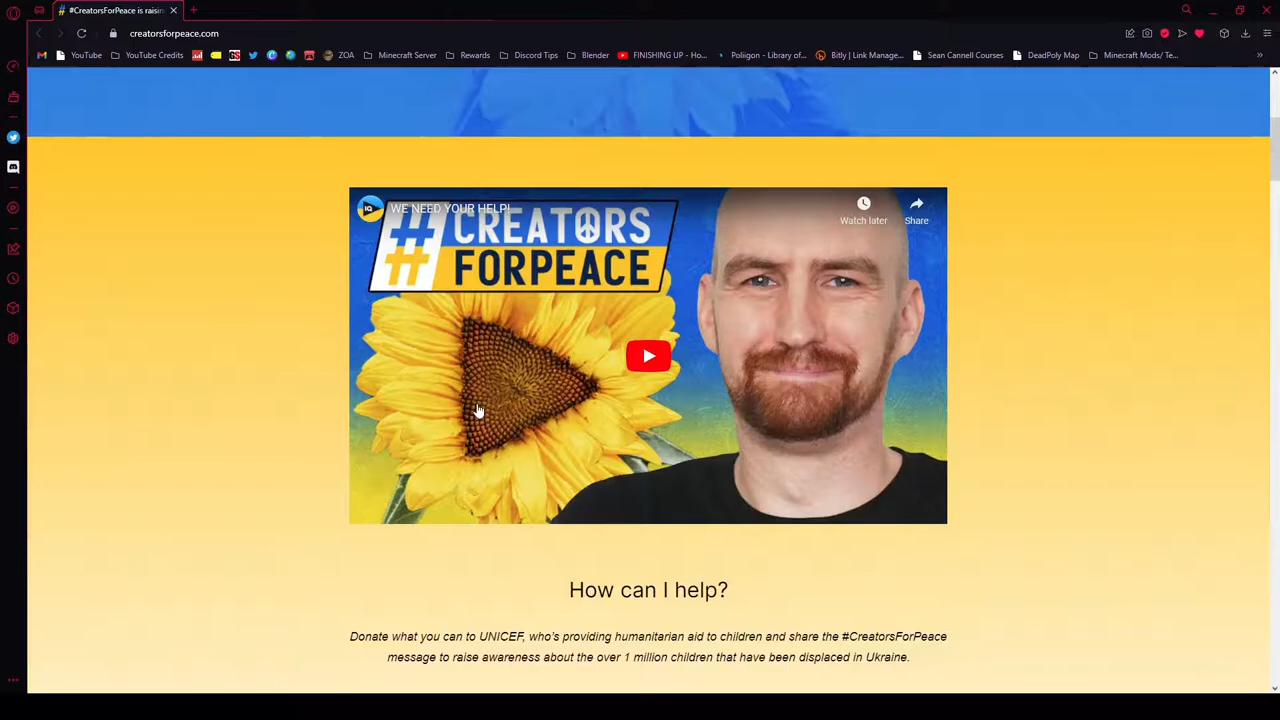 #CreatorsForPeace is raisin
creatorsforpeace.com
YouTube
YouTube Credits
ZOA
Minecraft Server
Rewards
Discord Tips
Blender
FINISHING UP - Ho...
Poliigon - Library of...
Bitly | Link Manage...
Sean Cannell Courses
DeadPoly Map
Minecraft Mods/ Te...
»
IQ
WE NEED YOUR HELP!
Watch later
Share
# CREATORS
# FORPEACE
How can I help?
Donate what you can to UNICEF, who's providing humanitarian aid to children and share the #CreatorsForPeace
message to raise awareness about the over 1 million children that have been displaced in Ukraine.